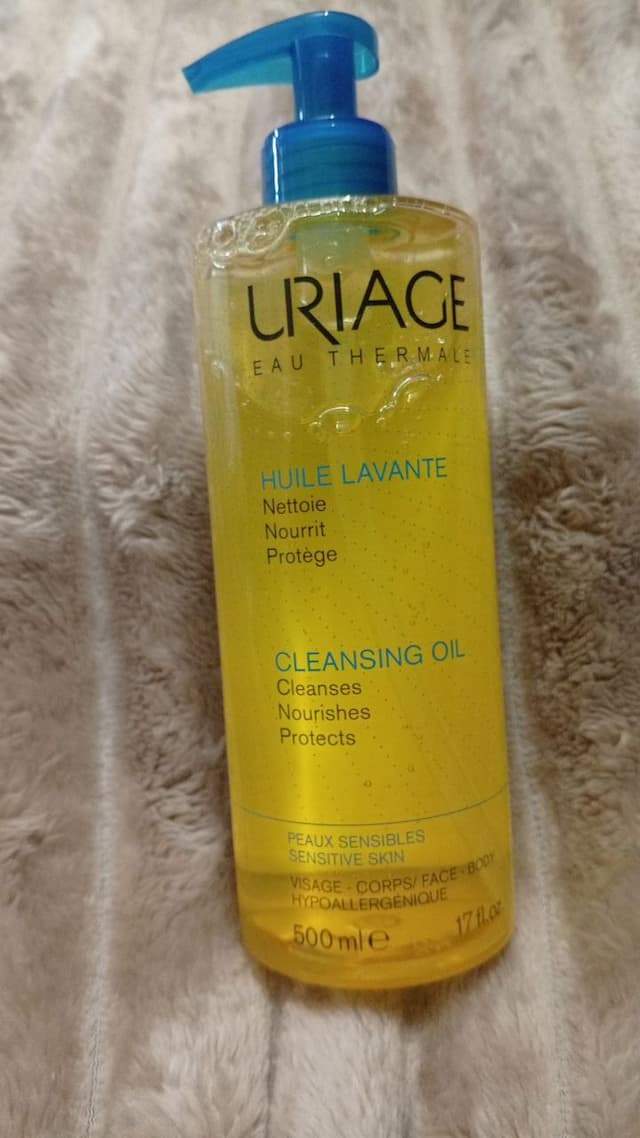 URIAGE
EAU THERMALE
HUILE LAVANTE
Nettoie
Nourrit
Protège
CLEANSING OIL
Cleanses
Nourishes
Protects
PEAUX SENSIBLES
SENSITIVE SKIN
VISAGE - CORPS/ FACE - BODY
HYPOALLERGÉNIQUE
500 ml e 17 fl.oz